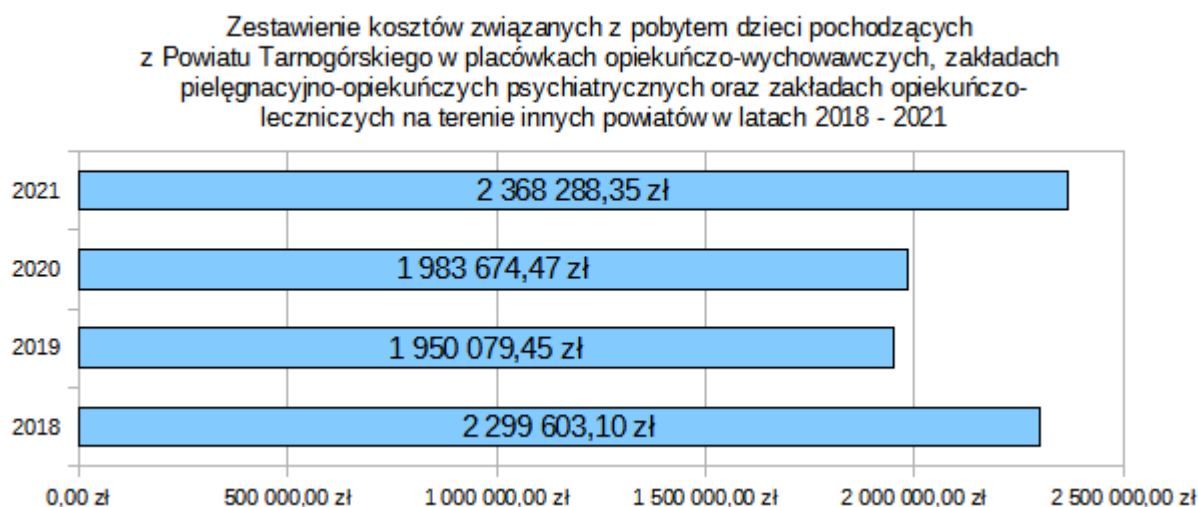 Zestawienie kosztów związanych z pobytem dzieci pochodzących
z Powiatu Tarnogórskiego w placówkach opiekuńczo-wychowawczych, zakładach
pielęgnacyjno-opiekuńczych psychiatrycznych oraz zakładach opiekuńczo-
leczniczych na terenie innych powiatów w latach 2018 - 2021
2021 2 368 288,35 zł
2020 1 983 674,47 zł
2019 1 950 079,45 zł
2018 2 299 603,10 zł
0,00 zł 500 000,00 zł 1 000 000,00 zł 1 500 000,00 zł 2 000 000,00 zł 2 500 000,00 zł